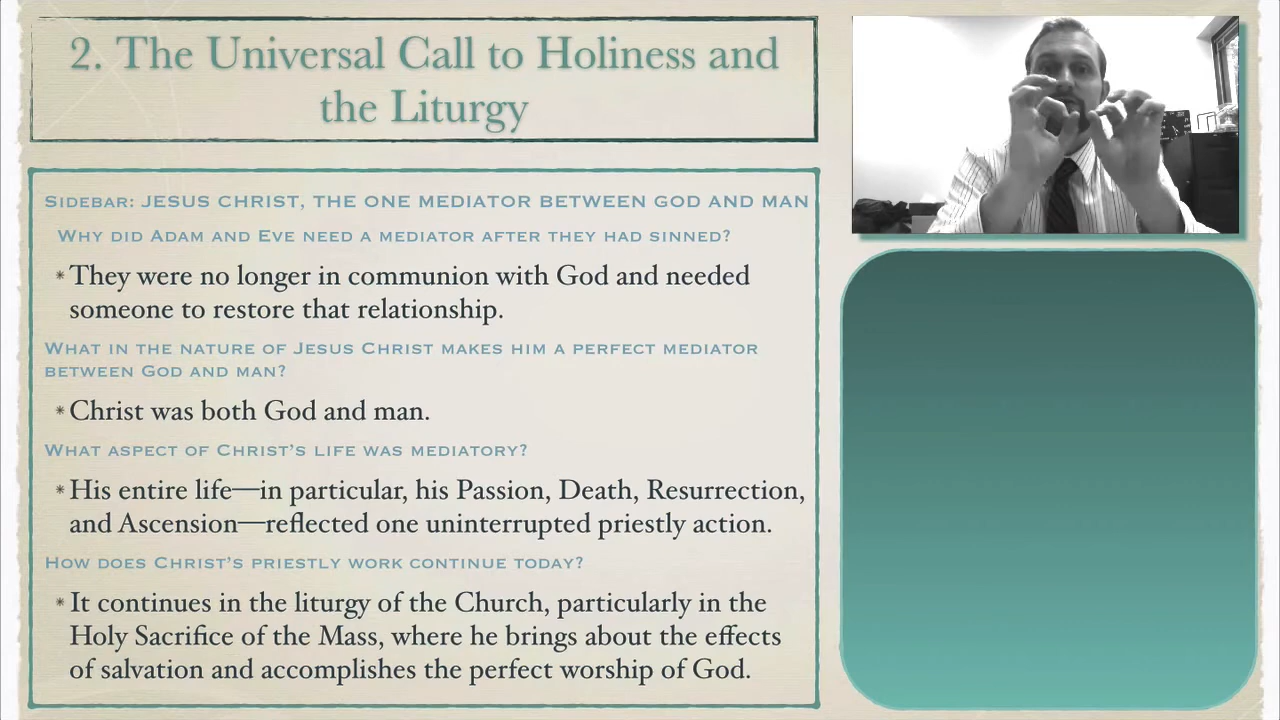 2. The Universal Call to Holiness and
the Liturgy
Sidebar: JESUS CHRIST, THE ONE MEDIATOR BETWEEN GOD AND MAN
Why did Adam and Eve need a mediator after they had sinned?
* They were no longer in communion with God and needed
someone to restore that relationship.
What in the nature of Jesus Christ makes him a perfect mediator
between God and man?
* Christ was both God and man.
What aspect of Christ’s life was mediatory?
* His entire life—in particular, his Passion, Death, Resurrection,
and Ascension—reflected one uninterrupted priestly action.
How does Christ’s priestly work continue today?
* It continues in the liturgy of the Church, particularly in the
Holy Sacrifice of the Mass, where he brings about the effects
of salvation and accomplishes the perfect worship of God.